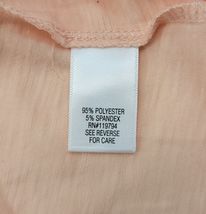 95% POLYESTER
5% SPANDEX
RN#119794
SEE REVERSE
FOR CARE